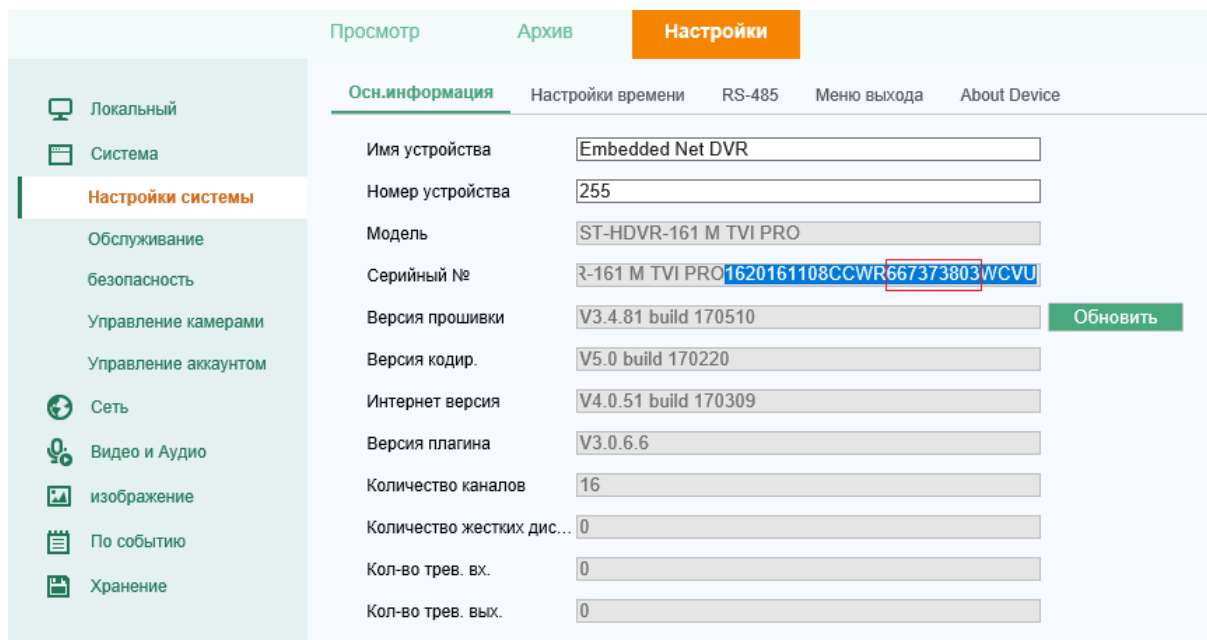 Просмотр Архив Настройки
Осн.информация Настройки времени RS-485 Меню выхода About Device
Локальный
Система
Настройки системы
Обслуживание
безопасность
Управление камерами
Управление аккаунтом
Сеть
Видео и Аудио
изображение
По событию
Хранение
Имя устройства Embedded Net DVR
Номер устройства 255
Модель ST-HDVR-161 M TVI PRO
Серийный № R-161 M TVI PRO1620161108CCWR667373803WCVU
Версия прошивки V3.4.81 build 170510 Обновить
Версия кодир. V5.0 build 170220
Интернет версия V4.0.51 build 170309
Версия плагина V3.0.6.6
Количество каналов 16
Количество жестких дис... 0
Кол-во трев. вх. 0
Кол-во трев. вых. 0